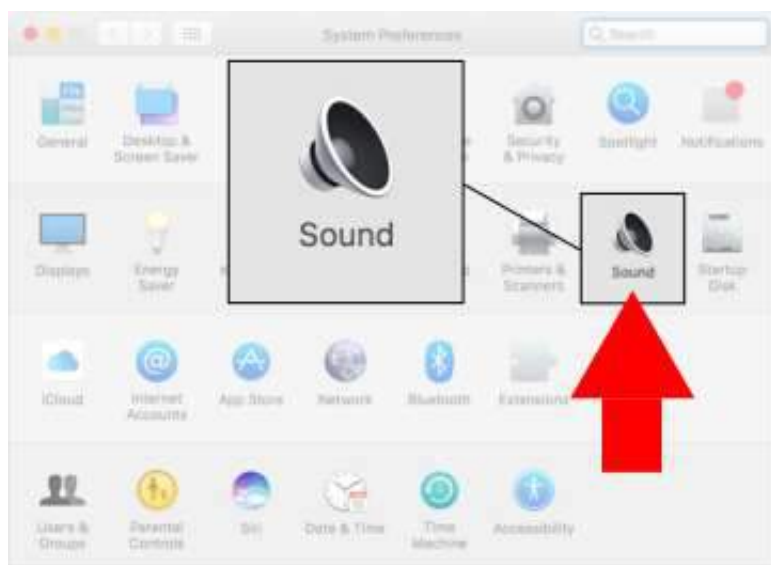 System Preferences
Search
General
Desktop &
Screen Saver
Security
& Privacy
Spotlight
Notifications
Sound
Displays
Energy
Saver
Printers &
Scanners
Sound
Startup
Disk
iCloud
Internet
Accounts
App Store
Network
Bluetooth
Extensions
Users &
Groups
Parental
Controls
Siri
Date & Time
Time
Machine
Accessibility